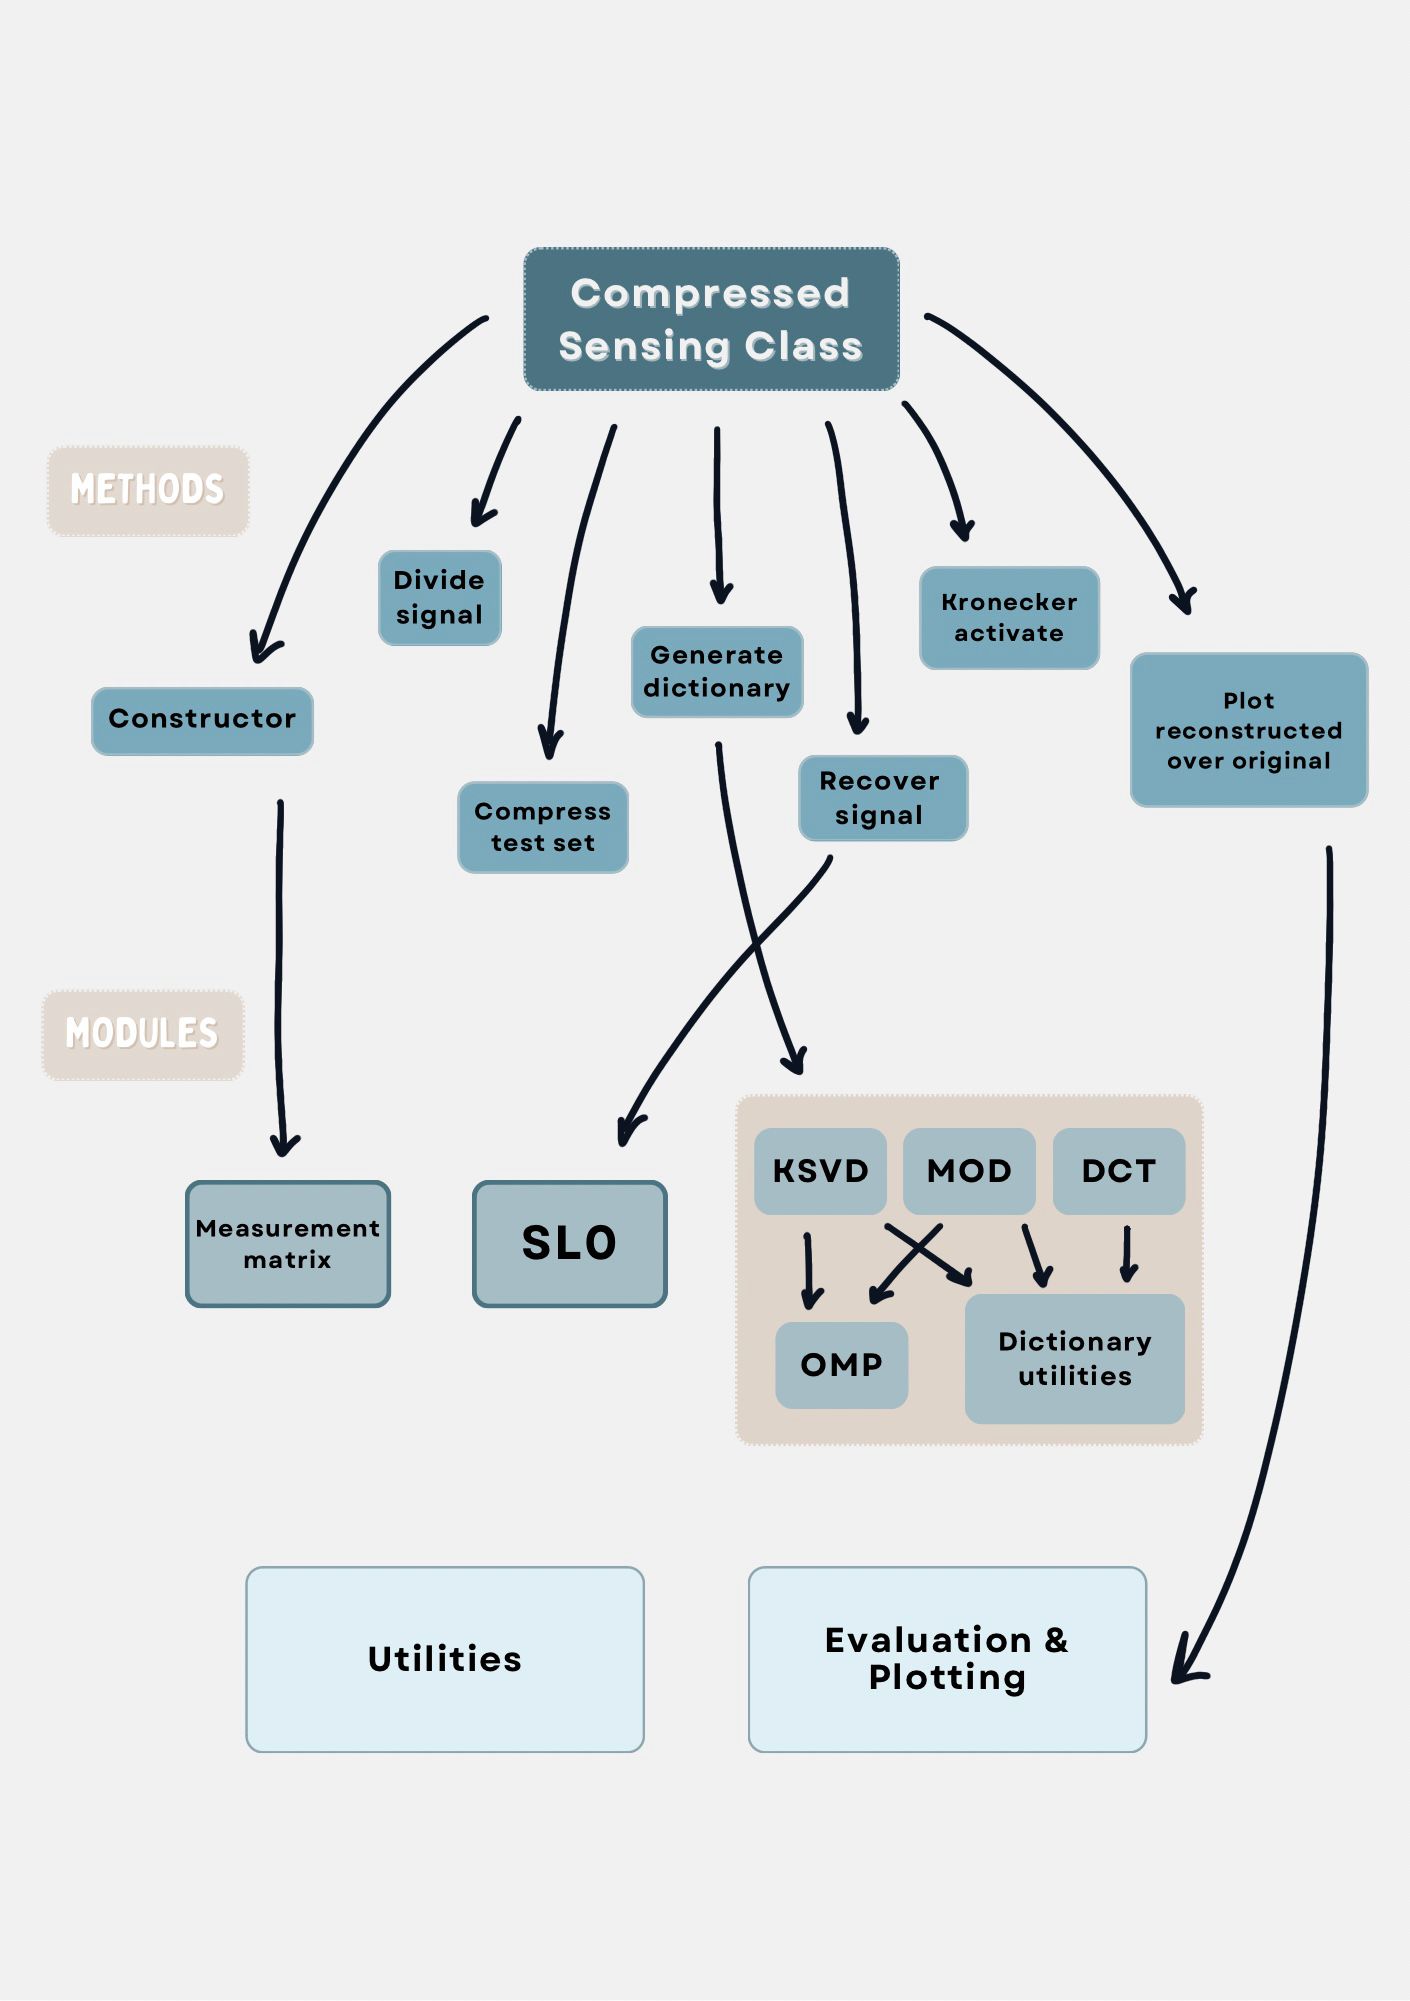 Compressed
Sensing Class
METHODS
Divide
signal
Kronecker
activate
Generate
dictionary
Constructor
Plot
reconstructed
over original
Compress
test set
Recover
signal
MODULES
Measurement
matrix
SL0
KSVD
MOD
DCT
OMP
Dictionary
utilities
Utilities
Evaluation &
Plotting